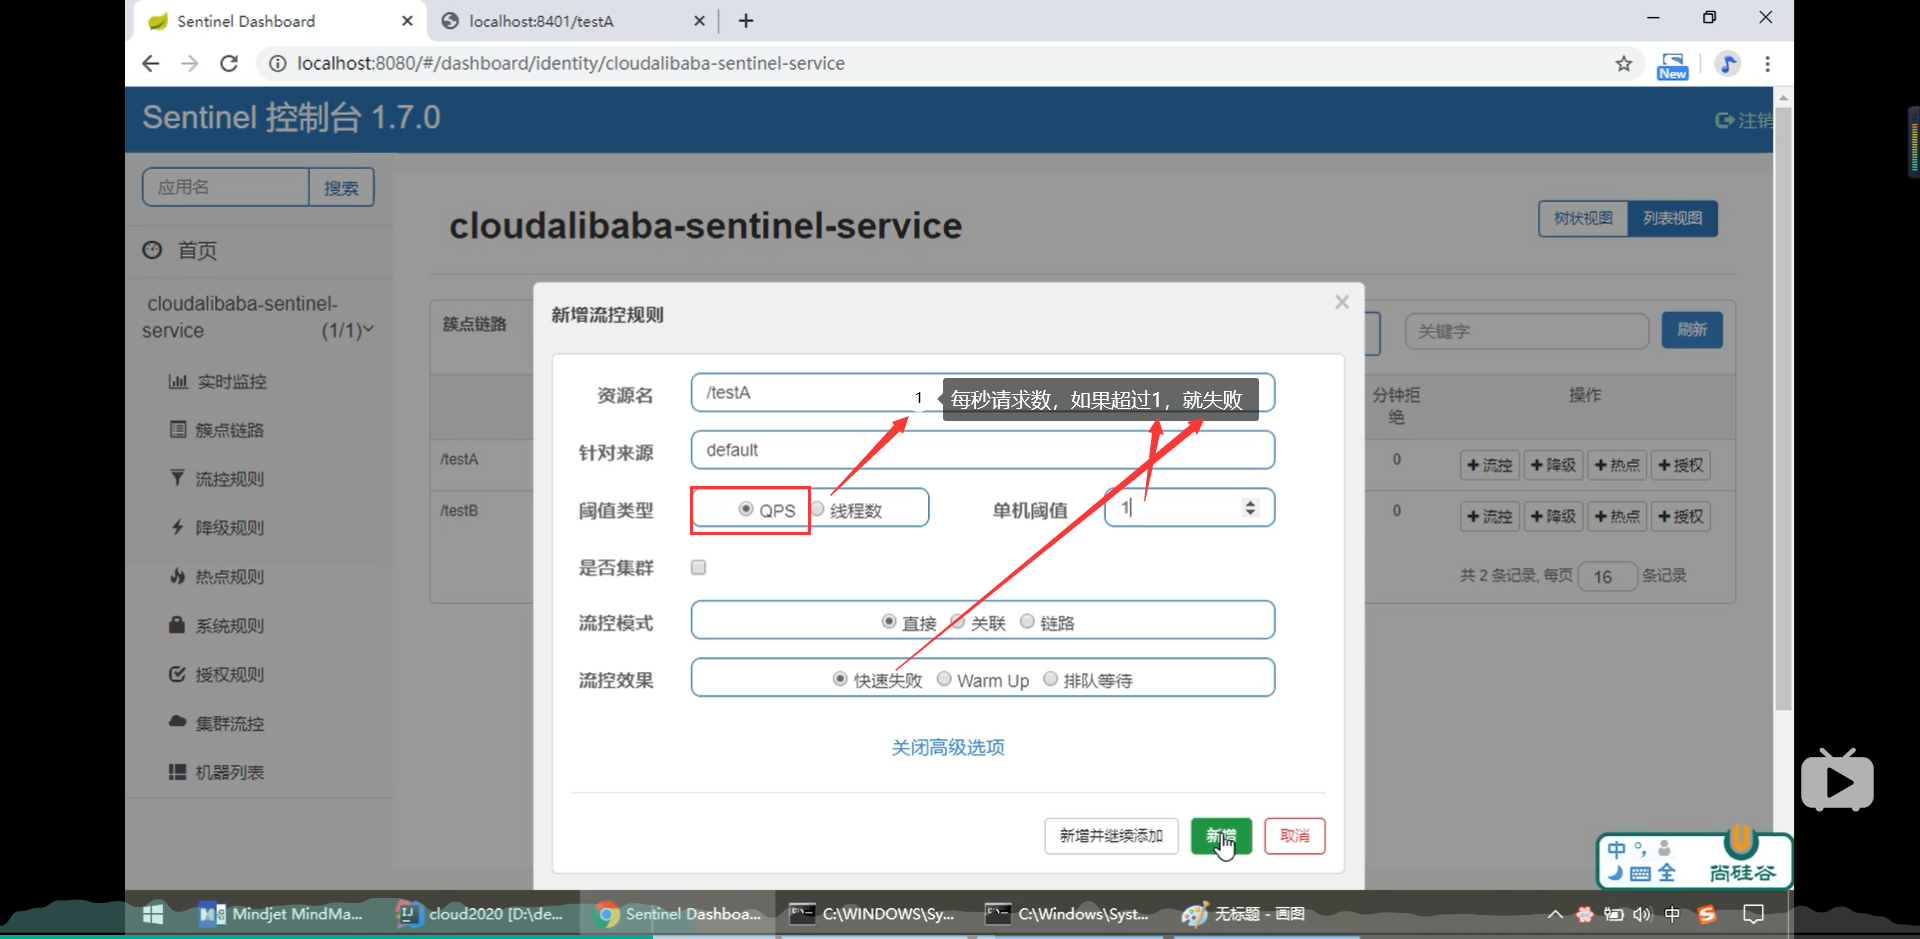 Sentinel Dashboard
localhost:8401/testA
localhost:8080/#/dashboard/identity/cloudalibaba-sentinel-service
New
Sentinel 控制台 1.7.0
注销
应用名
搜索
首页
cloudalibaba-sentinel-
service (1/1)
实时监控
簇点链路
流控规则
降级规则
热点规则
系统规则
授权规则
集群流控
机器列表
cloudalibaba-sentinel-service
树状视图 列表视图
簇点链路
关键字
刷新
分钟拒
绝
操作
/testA
0
+流控 +降级 +热点 +授权
/testB
0
+流控 +降级 +热点 +授权
共 2 条记录, 每页 16 条记录
新增流控规则
资源名 /testA
1 每秒请求数，如果超过1，就失败
针对来源 default
阈值类型 QPS 线程数 单机阈值 1
是否集群
流控模式 直接 关联 链路
流控效果 快速失败 Warm Up 排队等待
关闭高级选项
新增并继续添加 新增 取消
中 °, 全
尚硅谷
Mindjet MindMa...
cloud2020 [D:\de...
Sentinel Dashboa...
C:\WINDOWS\Sy...
C:\Windows\Syst...
无标题 - 画图
中